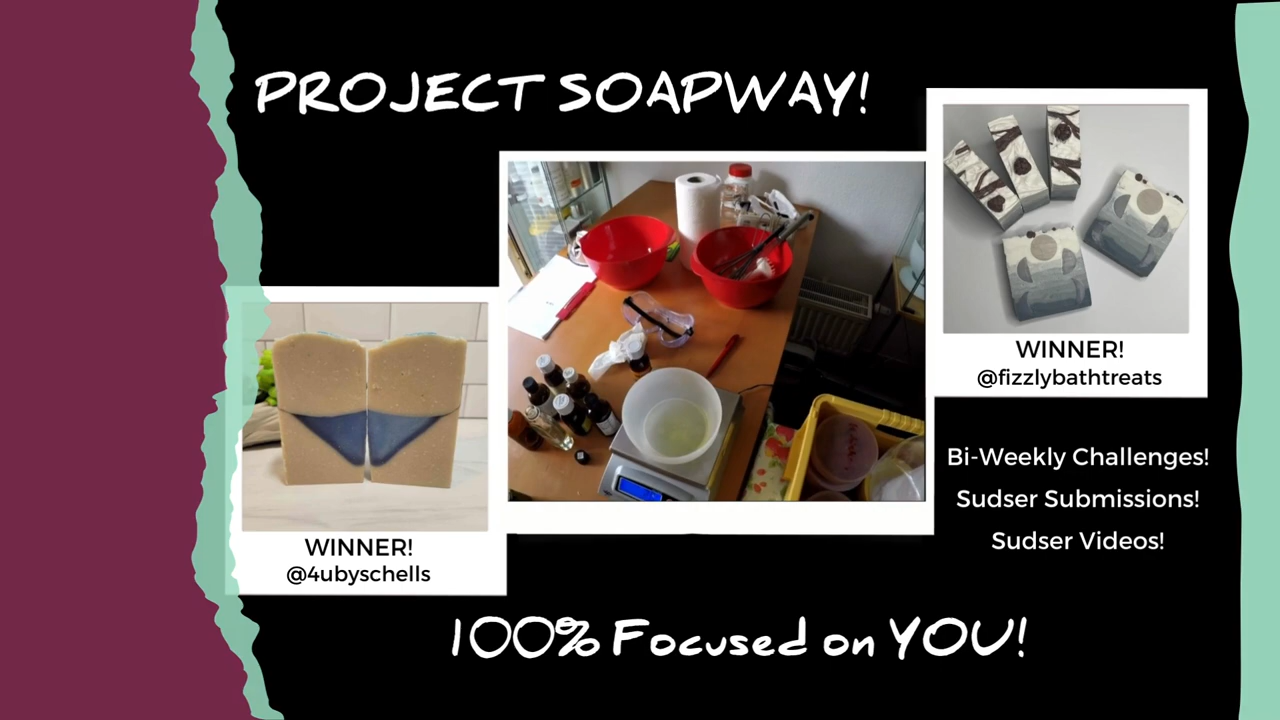 PROJECT SOAPWAY!
WINNER!
@fizzlybathtreats
Bi-Weekly Challenges!
Sudser Submissions!
Sudser Videos!
WINNER!
@4ubyschells
100% Focused on YOU!